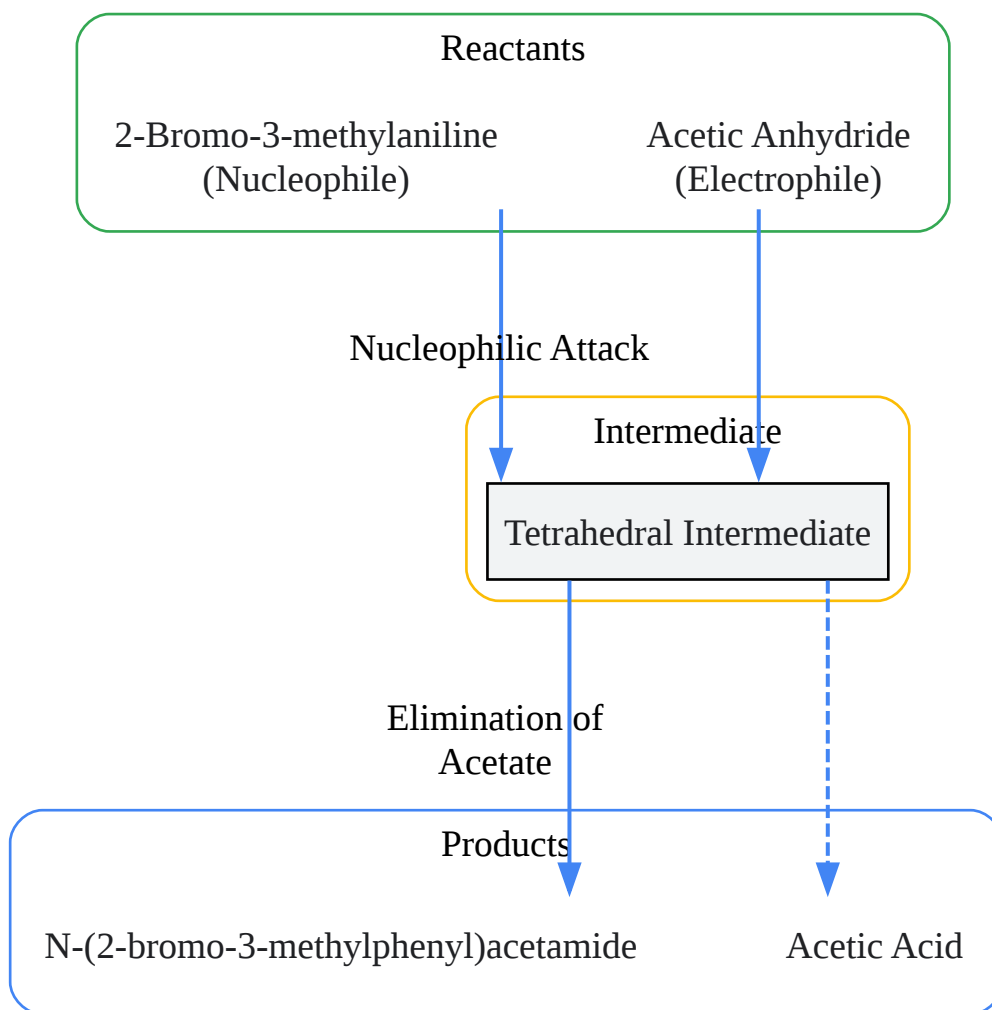 Reactants
2-Bromo-3-methylaniline
(Nucleophile)
Acetic Anhydride
(Electrophile)
Nucleophilic Attack
Intermediate
Tetrahedral Intermediate
Elimination of
Acetate
Products
N-(2-bromo-3-methylphenyl)acetamide
Acetic Acid